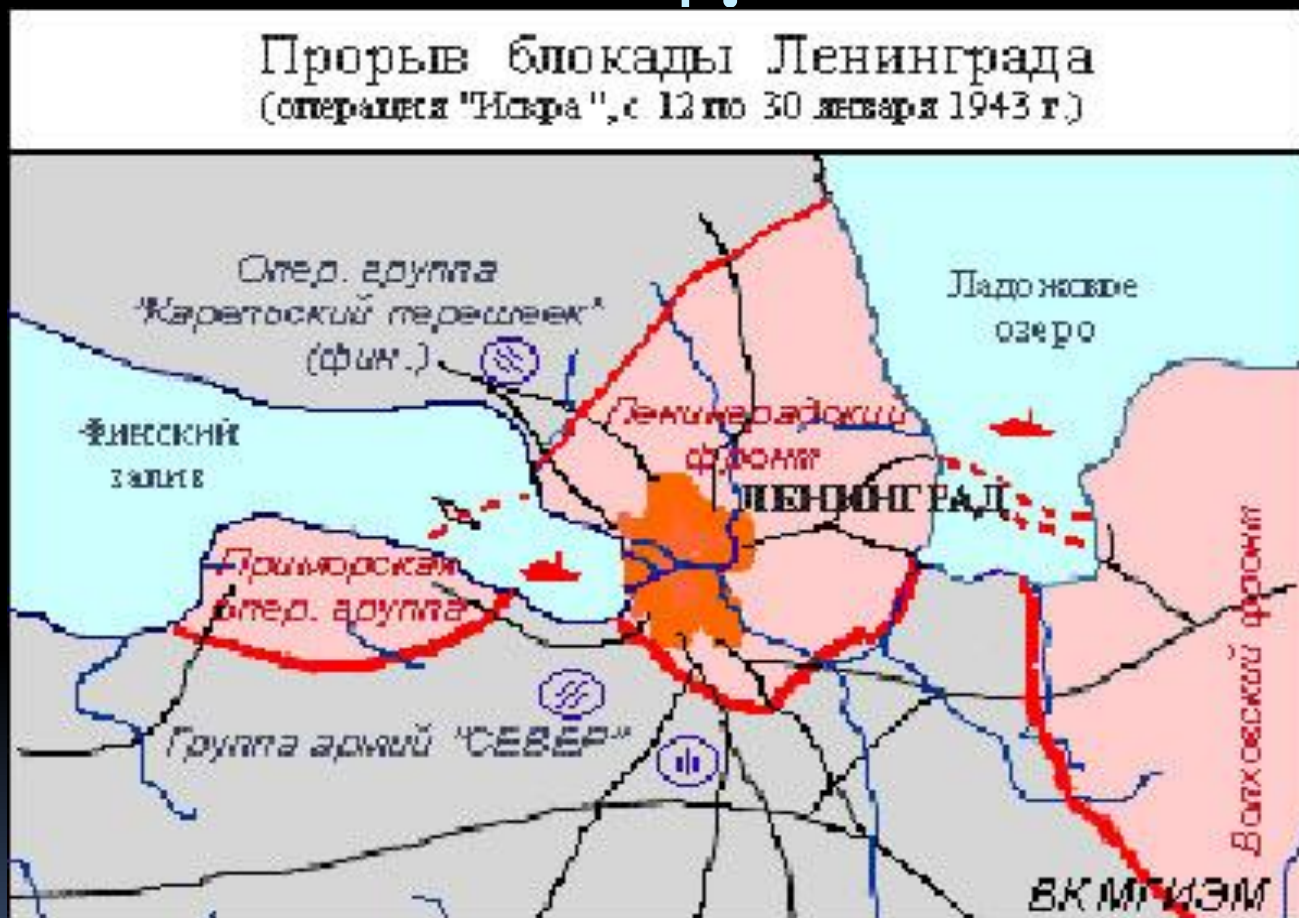 Прорыв блокады Ленинграда
(операция "Искра", с 12 по 30 января 1943 г.)
Опер. группа
"Карельский перешеек"
(фин.)
Ладожское
озеро
Финский
залив
Ленинградский
фронт
ЛЕНИНГРАД
Приморская
опер. группа
Группа армий "СЕВЕР"
Волховский фронт
ВК МГИЭМ